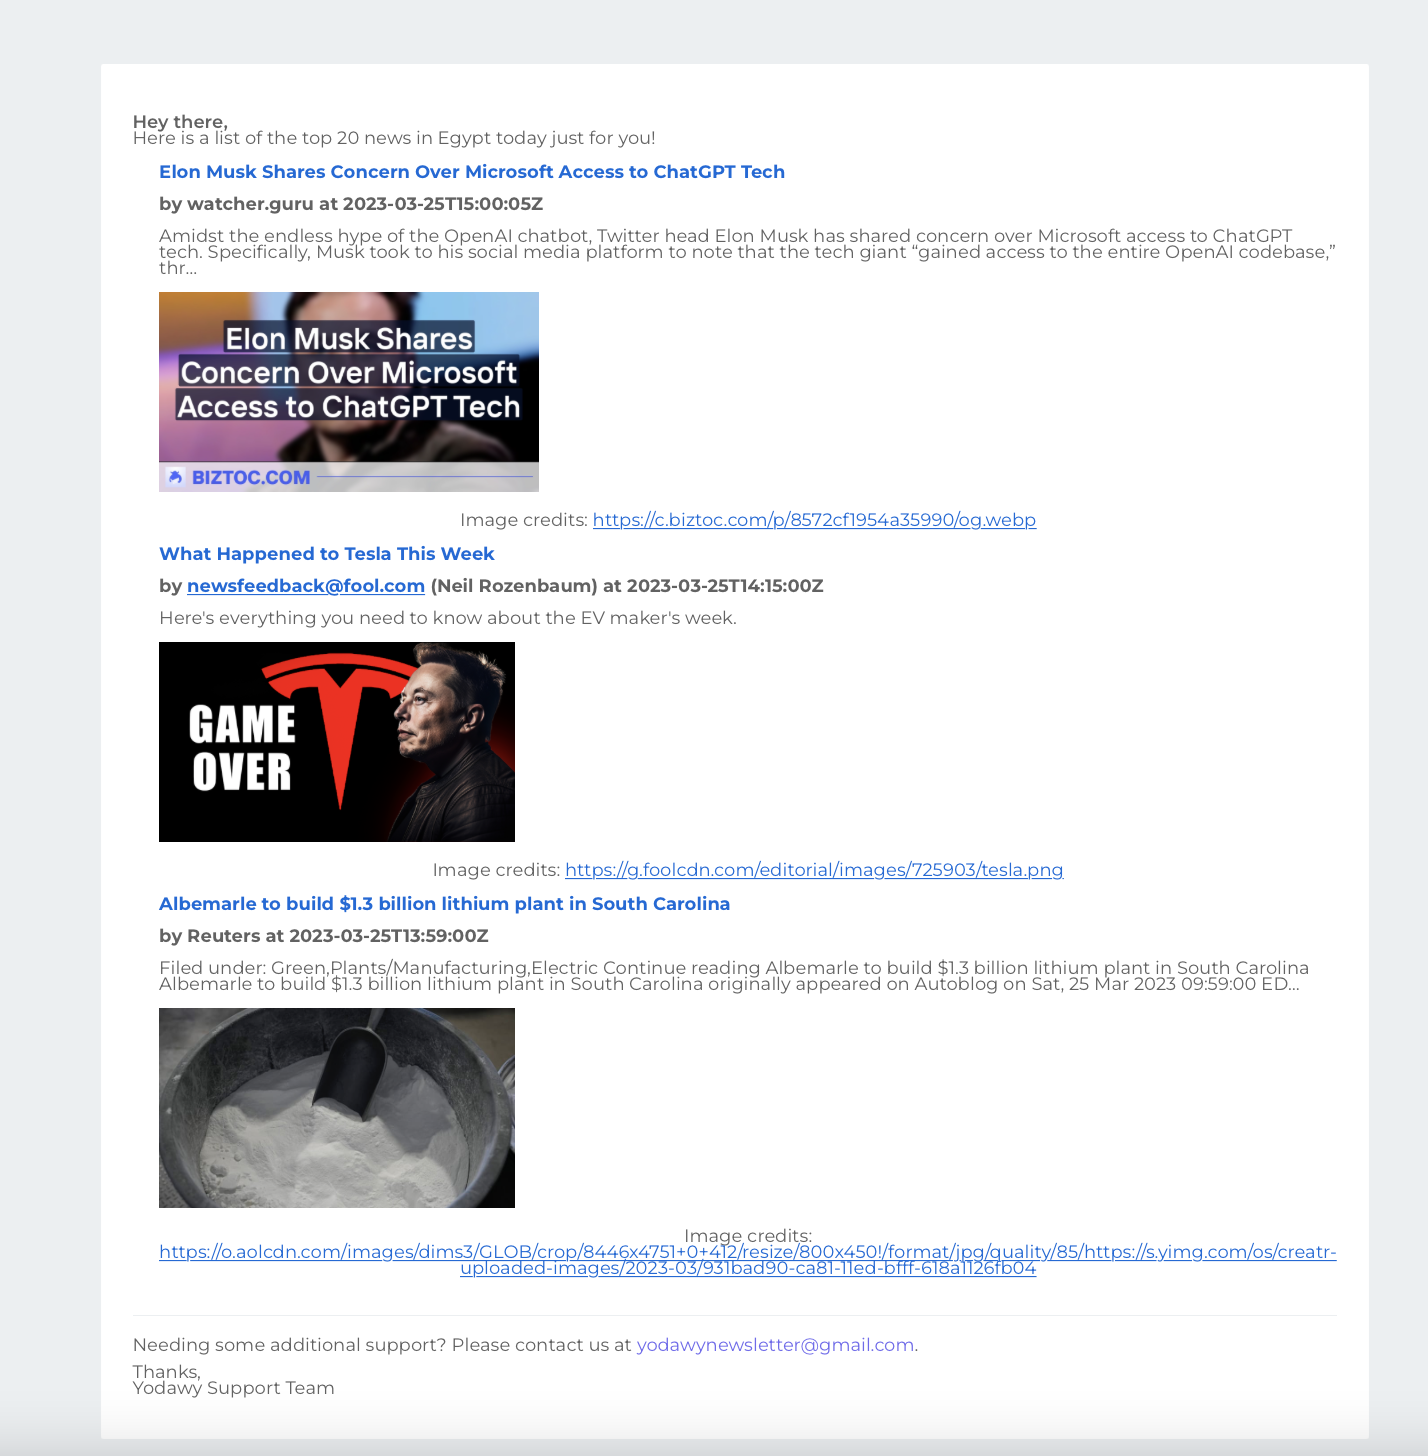 Hey there,
Here is a list of the top 20 news in Egypt today just for you!
Elon Musk Shares Concern Over Microsoft Access to ChatGPT Tech
by watcher.guru at 2023-03-25T15:00:05Z
Amidst the endless hype of the OpenAI chatbot, Twitter head Elon Musk has shared concern over Microsoft access to ChatGPT
tech. Specifically, Musk took to his social media platform to note that the tech giant “gained access to the entire OpenAI codebase,”
thr…
Elon Musk Shares
Concern Over Microsoft
Access to ChatGPT Tech
BIZTOC.COM
Image credits: https://c.biztoc.com/p/8572cf1954a35990/og.webp
What Happened to Tesla This Week
by newsfeedback@fool.com (Neil Rozenbaum) at 2023-03-25T14:15:00Z
Here's everything you need to know about the EV maker's week.
GAME
OVER
Image credits: https://g.foolcdn.com/editorial/images/725903/tesla.png
Albemarle to build $1.3 billion lithium plant in South Carolina
by Reuters at 2023-03-25T13:59:00Z
Filed under: Green,Plants/Manufacturing,Electric Continue reading Albemarle to build $1.3 billion lithium plant in South Carolina
Albemarle to build $1.3 billion lithium plant in South Carolina originally appeared on Autoblog on Sat, 25 Mar 2023 09:59:00 ED…
Image credits:
https://o.aolcdn.com/images/dims3/GLOB/crop/8446x4751+0+412/resize/800x450!/format/jpg/quality/85/https://s.yimg.com/os/creatr-
uploaded-images/2023-03/931bad90-ca81-11ed-bfff-618a1126fb04
Needing some additional support? Please contact us at yodawynewsletter@gmail.com.
Thanks,
Yodawy Support Team